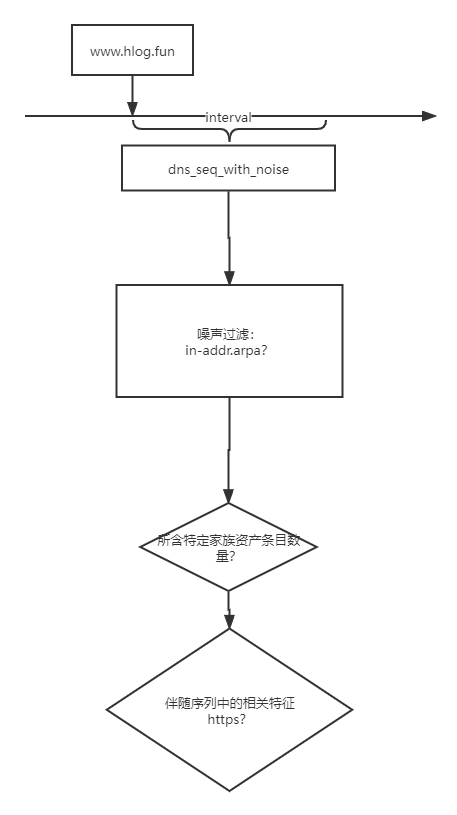 www.hlog.fun
interval
dns_seq_with_noise
噪声过滤：
in-addr.arpa？
所含特定家族资产条目数
量？
伴随序列中的相关特征
https？